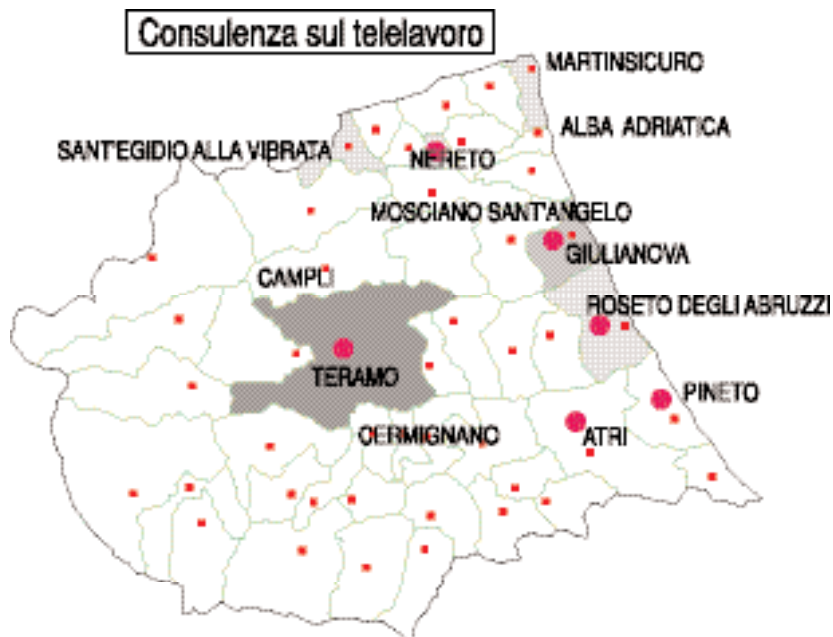 Consulenza sul telelavoro
MARTINSICURO
ALBA ADRIATICA
SANT'EGIDIO ALLA VIBRATA
NERETO
MOSCIANO SANT'ANGELO
GIULIANOVA
CAMPLI
ROSETO DEGLI ABRUZZI
TERAMO
PINETO
CERMIGNANO
ATRI